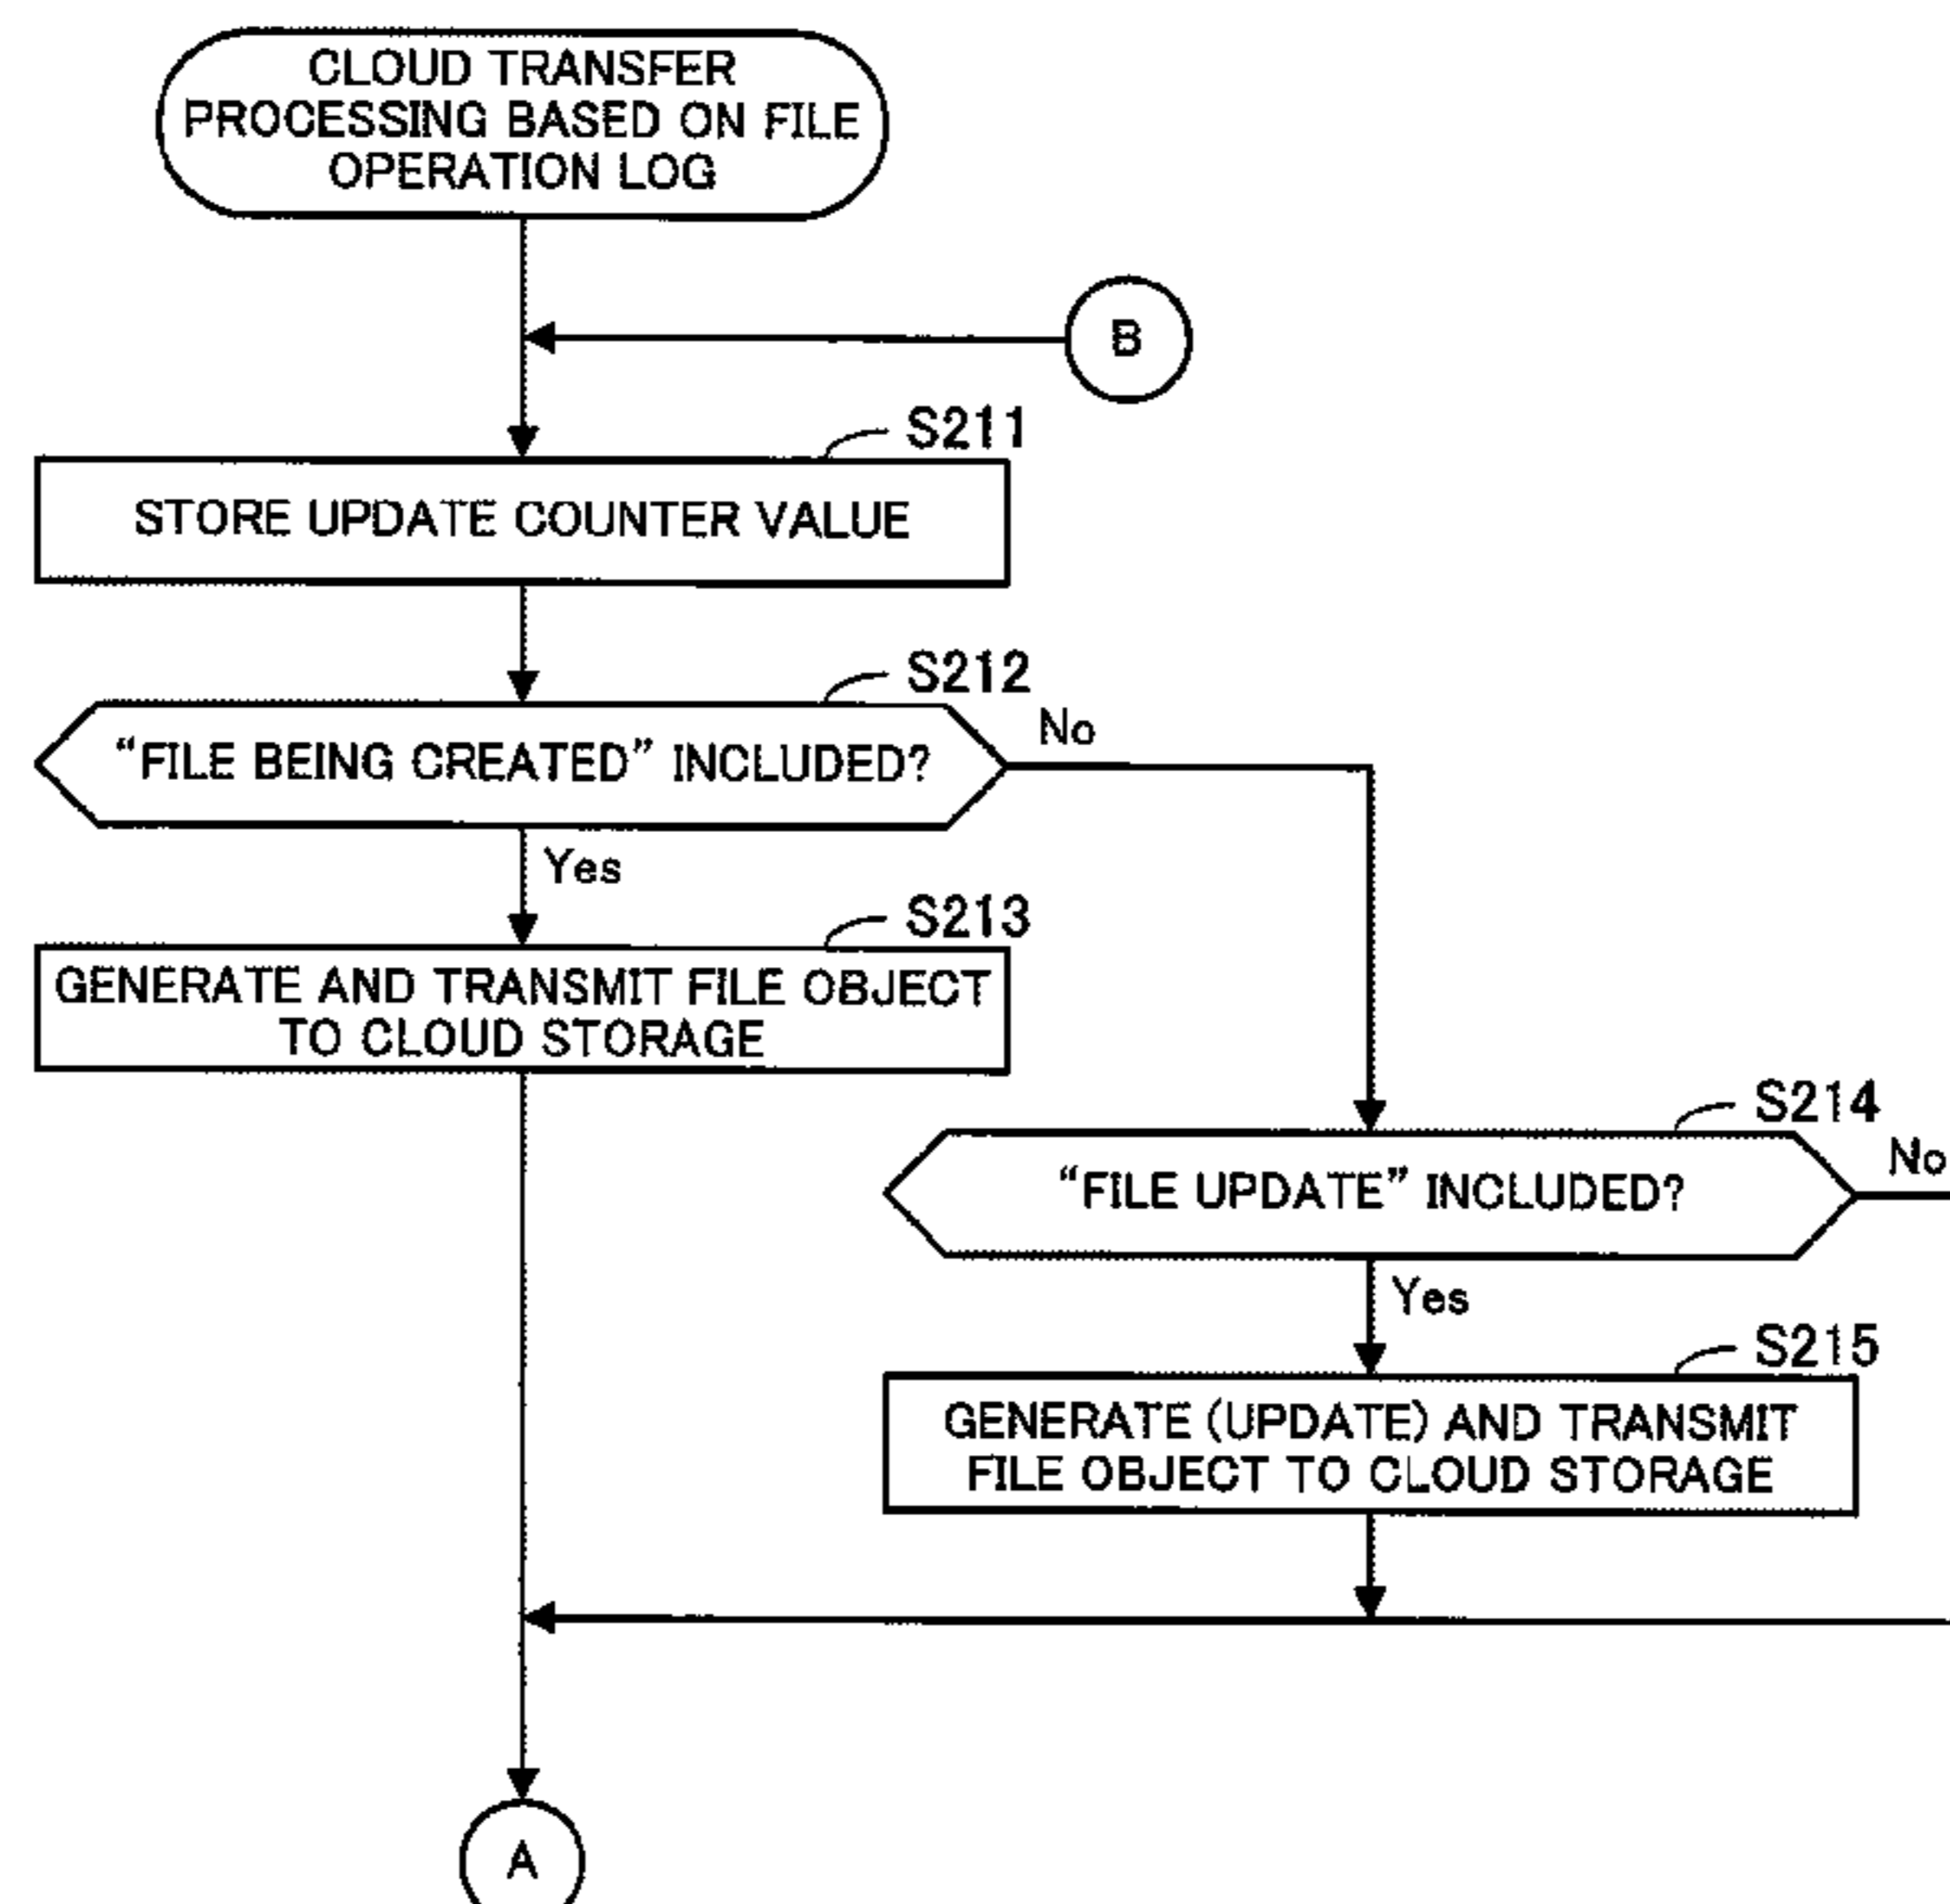 CLOUD TRANSFER
PROCESSING BASED ON FILE
OPERATION LOG
B
S211
STORE UPDATE COUNTER VALUE
S212
“FILE BEING CREATED” INCLUDED?
No
Yes
S213
GENERATE AND TRANSMIT FILE OBJECT
TO CLOUD STORAGE
S214
“FILE UPDATE” INCLUDED?
No
Yes
S215
GENERATE (UPDATE) AND TRANSMIT
FILE OBJECT TO CLOUD STORAGE
A